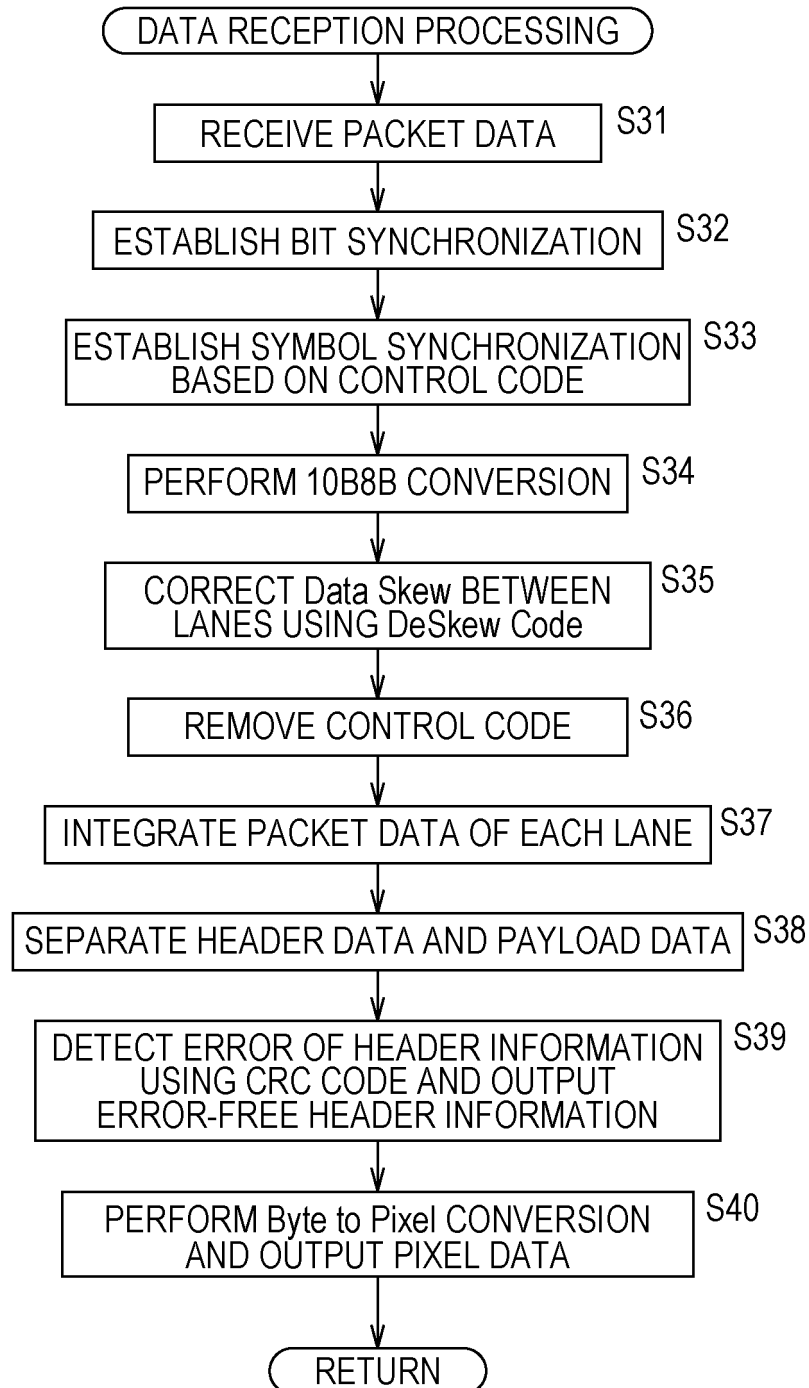 DATA RECEPTION PROCESSING
RECEIVE PACKET DATA
S31
ESTABLISH BIT SYNCHRONIZATION
S32
ESTABLISH SYMBOL SYNCHRONIZATION
BASED ON CONTROL CODE
S33
PERFORM 10B8B CONVERSION
S34
CORRECT Data Skew BETWEEN
LANES USING DeSkew Code
S35
REMOVE CONTROL CODE
S36
INTEGRATE PACKET DATA OF EACH LANE
S37
SEPARATE HEADER DATA AND PAYLOAD DATA
S38
DETECT ERROR OF HEADER INFORMATION
USING CRC CODE AND OUTPUT
ERROR-FREE HEADER INFORMATION
S39
PERFORM Byte to Pixel CONVERSION
AND OUTPUT PIXEL DATA
S40
RETURN